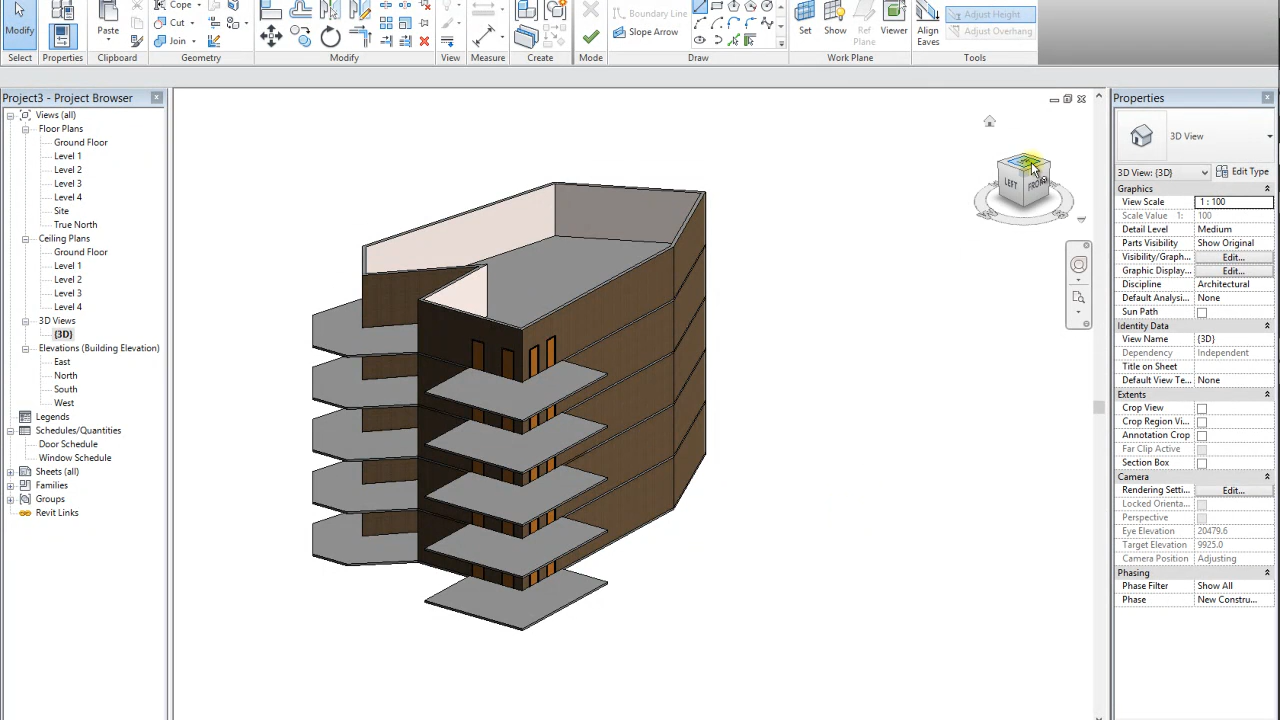 Cope
Cut
Join
Modify
Paste
Boundary Line
Slope Arrow
Set
Show
Ref
Plane
Viewer
Align
Eaves
Adjust Height
Adjust Overhang
Select
Properties
Clipboard
Geometry
Modify
View
Measure
Create
Mode
Draw
Work Plane
Tools
Project3 - Project Browser
Views (all)
Floor Plans
Ground Floor
Level 1
Level 2
Level 3
Level 4
Site
True North
Ceiling Plans
Ground Floor
Level 1
Level 2
Level 3
Level 4
3D Views
{3D}
Elevations (Building Elevation)
East
North
South
West
Legends
Schedules/Quantities
Door Schedule
Window Schedule
Sheets (all)
Families
Groups
Revit Links
LEFT
Properties
3D View
3D View: {3D}
Edit Type
Graphics
View Scale 1 : 100
Scale Value 1: 100
Detail Level Medium
Parts Visibility Show Original
Visibility/Graph... Edit...
Graphic Display... Edit...
Discipline Architectural
Default Analysi... None
Sun Path
Identity Data
View Name {3D}
Dependency Independent
Title on Sheet
Default View Te... None
Extents
Crop View
Crop Region Vi...
Annotation Crop
Far Clip Active
Section Box
Camera
Rendering Setti... Edit...
Locked Orienta...
Perspective
Eye Elevation 20479.6
Target Elevation 9925.0
Camera Position Adjusting
Phasing
Phase Filter Show All
Phase New Constru...